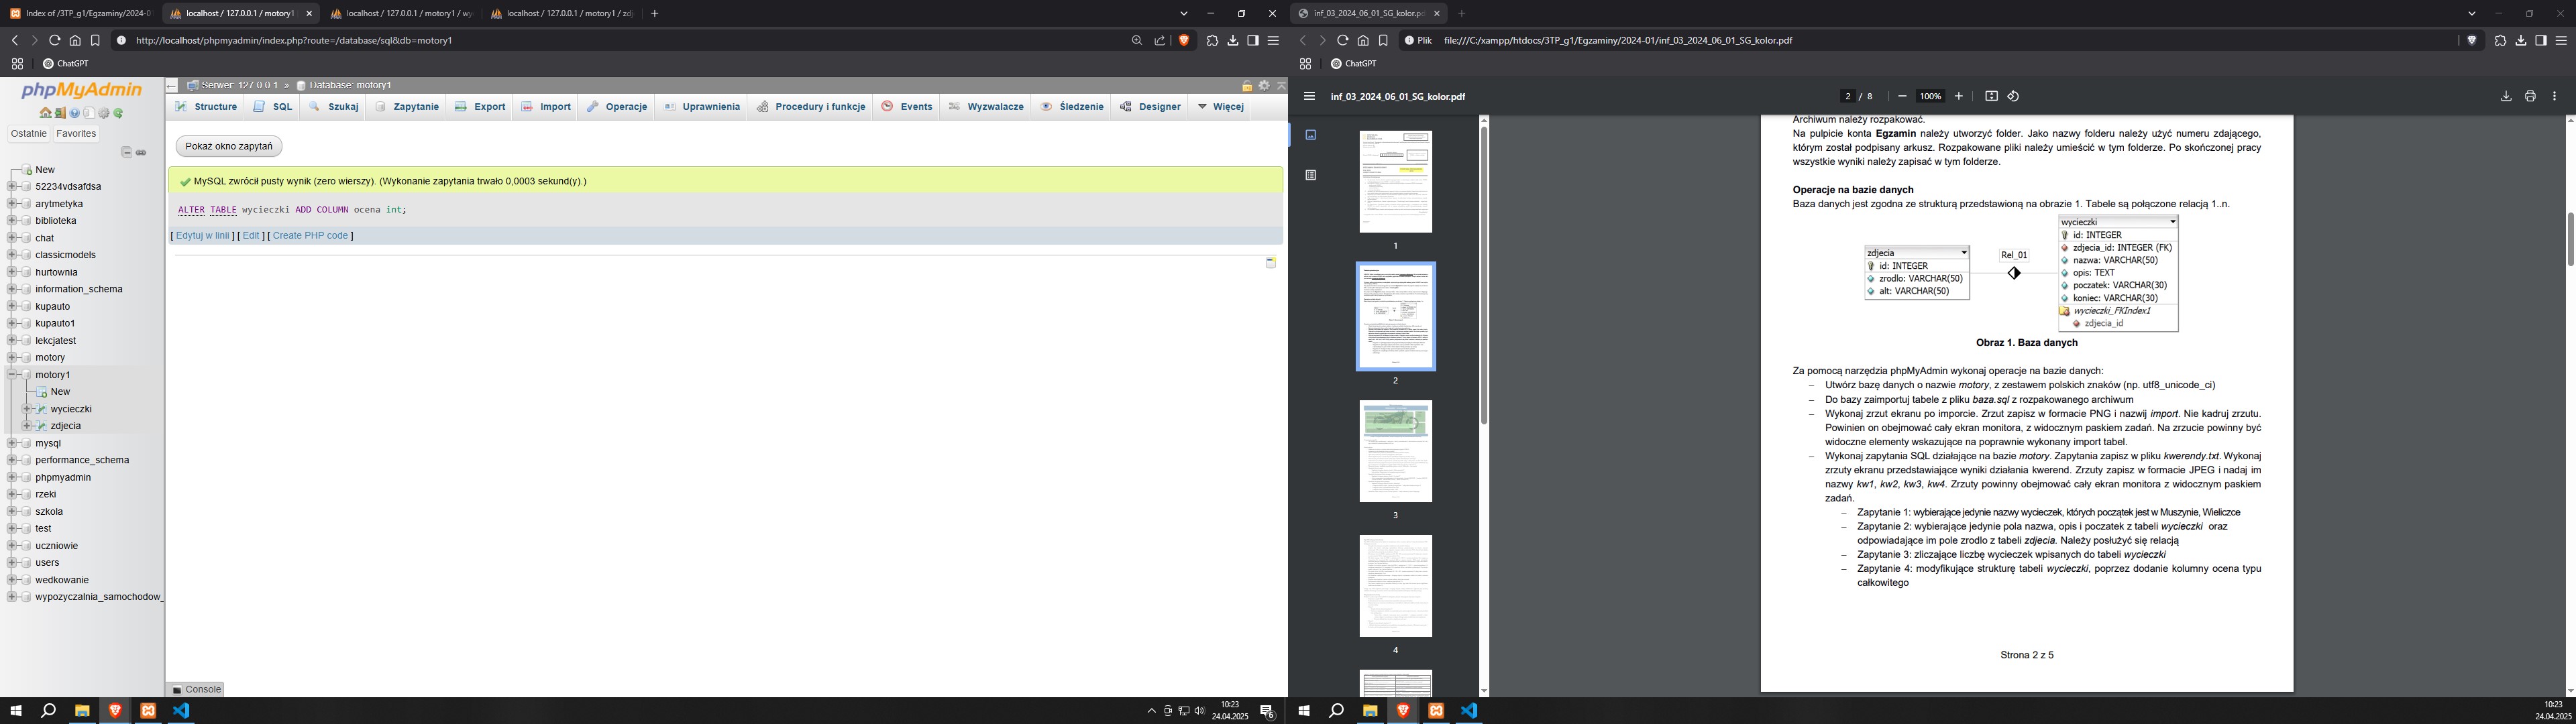 Index of /3TP_g1/Egzaminy/2024-0
localhost / 127.0.0.1 / motory1
localhost / 127.0.0.1 / motory1 / wy
localhost / 127.0.0.1 / motory1 / zdj
http://localhost/phpmyadmin/index.php?route=/database/sql&db=motory1
ChatGPT
phpMyAdmin
Ostatnie
Favorites
New
52234vdsafdsa
arytmetyka
biblioteka
chat
classicmodels
hurtownia
information_schema
kupauto
kupauto1
lekcjatest
motory
motory1
New
wycieczki
zdjecia
mysql
performance_schema
phpmyadmin
rzeki
szkola
test
uczniowie
users
wedkowanie
wypozyczalnia_samochodow_
Serwer: 127.0.0.1 » Database: motory1
Structure SQL Szukaj Zapytanie Export Import Operacje Uprawnienia Procedury i funkcje Events Wyzwalacze Śledzenie Designer Więcej
Pokaż okno zapytań
MySQL zwrócił pusty wynik (zero wierszy). (Wykonanie zapytania trwało 0,0003 sekund(y).)
ALTER TABLE wycieczki ADD COLUMN ocena int;
[ Edytuj w linii ] [ Edit ] [ Create PHP code ]
Console
10:23
24.04.2025
6
inf_03_2024_06_01_SG_kolor.pd
Plik file:///C:/xampp/htdocs/3TP_g1/Egzaminy/2024-01/inf_03_2024_06_01_SG_kolor.pdf
ChatGPT
inf_03_2024_06_01_SG_kolor.pdf
2 / 8
100%
1
2
3
4
Archiwum należy rozpakować.
Na pulpicie konta Egzamin należy utworzyć folder. Jako nazwy folderu należy użyć numeru zdającego,
którym został podpisany arkusz. Rozpakowane pliki należy umieścić w tym folderze. Po skończonej pracy
wszystkie wyniki należy zapisać w tym folderze.
Operacje na bazie danych
Baza danych jest zgodna ze strukturą przedstawioną na obrazie 1. Tabele są połączone relacją 1..n.
zdjecia
id: INTEGER
zrodlo: VARCHAR(50)
alt: VARCHAR(50)
Rel_01
wycieczki
id: INTEGER
zdjecia_id: INTEGER (FK)
nazwa: VARCHAR(50)
opis: TEXT
poczatek: VARCHAR(30)
koniec: VARCHAR(30)
wycieczki_FKIndex1
zdjecia_id
Obraz 1. Baza danych
Za pomocą narzędzia phpMyAdmin wykonaj operacje na bazie danych:
– Utwórz bazę danych o nazwie motory, z zestawem polskich znaków (np. utf8_unicode_ci)
– Do bazy zaimportuj tabele z pliku baza.sql z rozpakowanego archiwum
– Wykonaj zrzut ekranu po imporcie. Zrzut zapisz w formacie PNG i nazwij import. Nie kadruj zrzutu.
Powinien on obejmować cały ekran monitora, z widocznym paskiem zadań. Na zrzucie powinny być
widoczne elementy wskazujące na poprawnie wykonany import tabel.
– Wykonaj zapytania SQL działające na bazie motory. Zapytania zapisz w pliku kwerendy.txt. Wykonaj
zrzuty ekranu przedstawiające wyniki działania kwerend. Zrzuty zapisz w formacie JPEG i nadaj im
nazwy kw1, kw2, kw3, kw4. Zrzuty powinny obejmować cały ekran monitora z widocznym paskiem
zadań.
– Zapytanie 1: wybierające jedynie nazwy wycieczek, których początek jest w Muszynie, Wieliczce
– Zapytanie 2: wybierające jedynie pola nazwa, opis i poczatek z tabeli wycieczki oraz
odpowiadające im pole zrodlo z tabeli zdjecia. Należy posłużyć się relacją
– Zapytanie 3: zliczające liczbę wycieczek wpisanych do tabeli wycieczki
– Zapytanie 4: modyfikujące strukturę tabeli wycieczki, poprzez dodanie kolumny ocena typu
całkowitego
Strona 2 z 5
10:23
24.04.2025